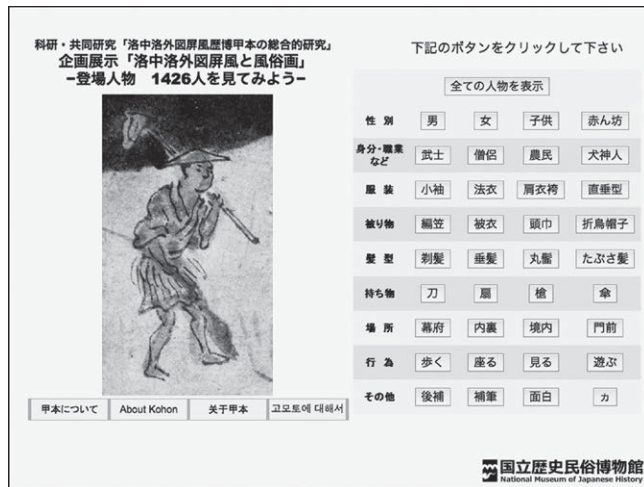 科研・共同研究「洛中洛外図屏風歴博甲本の総合的研究」
企画展示「洛中洛外図屏風と風俗画」
−登場人物 1426人を見てみよう−
甲本について About Kohon 关于甲本 고모토에 대해서
下記のボタンをクリックして下さい
全ての人物を表示
性別 男 女 子供 赤ん坊
身分・職業など 武士 僧侶 農民 犬神人
服装 小袖 法衣 肩衣袴 直垂型
被り物 編笠 被衣 頭巾 折烏帽子
髪型 剃髪 垂髪 丸髷 たぶさ髪
持ち物 刀 扇 槍 傘
場所 幕府 内裏 境内 門前
行為 歩く 座る 見る 遊ぶ
その他 後補 補筆 面白 カ
国立歴史民俗博物館
National Museum of Japanese History